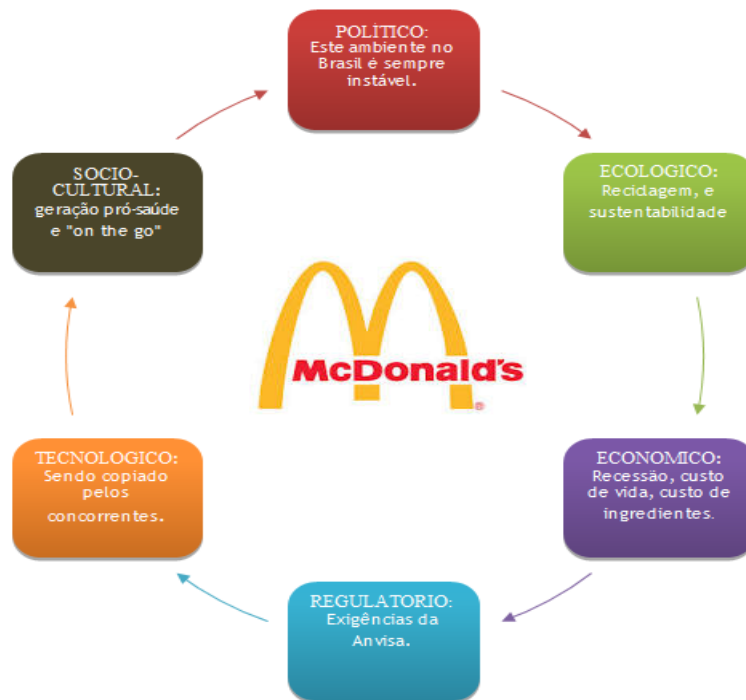 POLÍTICO:
Este ambiente no
Brasil é sempre
instável.
ECOLOGICO:
Reciclagem, e
sustentabilidade
ECONOMICO:
Recessão, custo
de vida, custo de
ingredientes.
REGULATORIO:
Exigências da
Anvisa.
TECNOLOGICO:
Sendo copiado
pelos
concorrentes.
SOCIO-
CULTURAL:
geração pró-saúde
e "on the go"
McDonald's
®